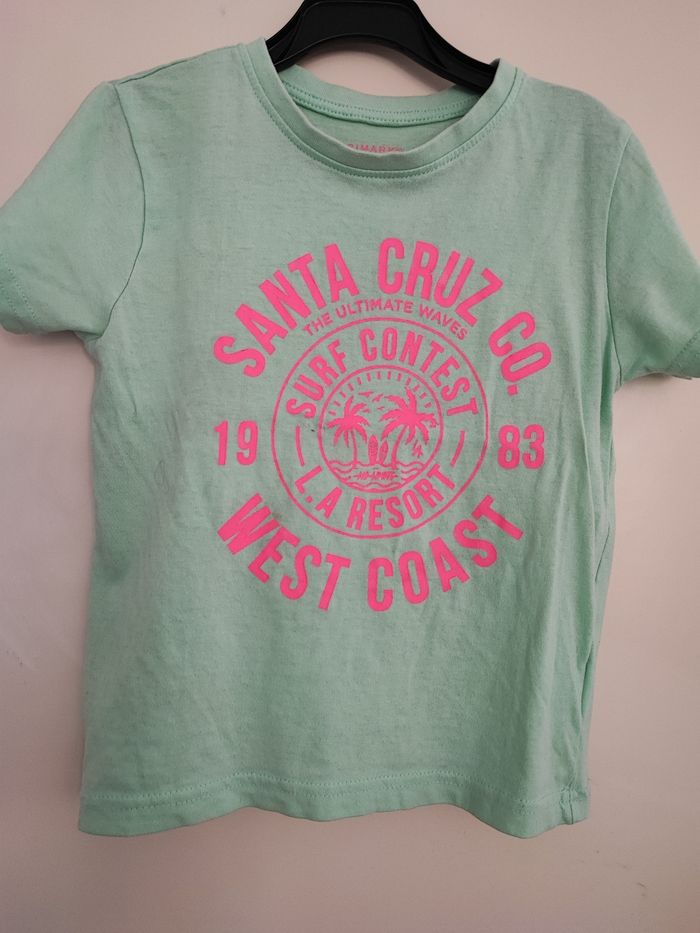 SANTA CRUZ CO.
THE ULTIMATE WAVES
SURF CONTEST
19 83
L.A RESORT
WEST COAST